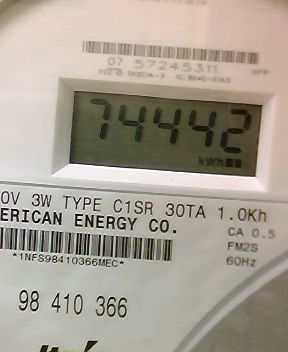 07 57245311
74442
kWh
0V 3W TYPE C1SR 30TA 1.0Kh
ERICAN ENERGY CO.
CA 0.5
FM2S
60Hz
*1NFS98410366MEC*
98 410 366